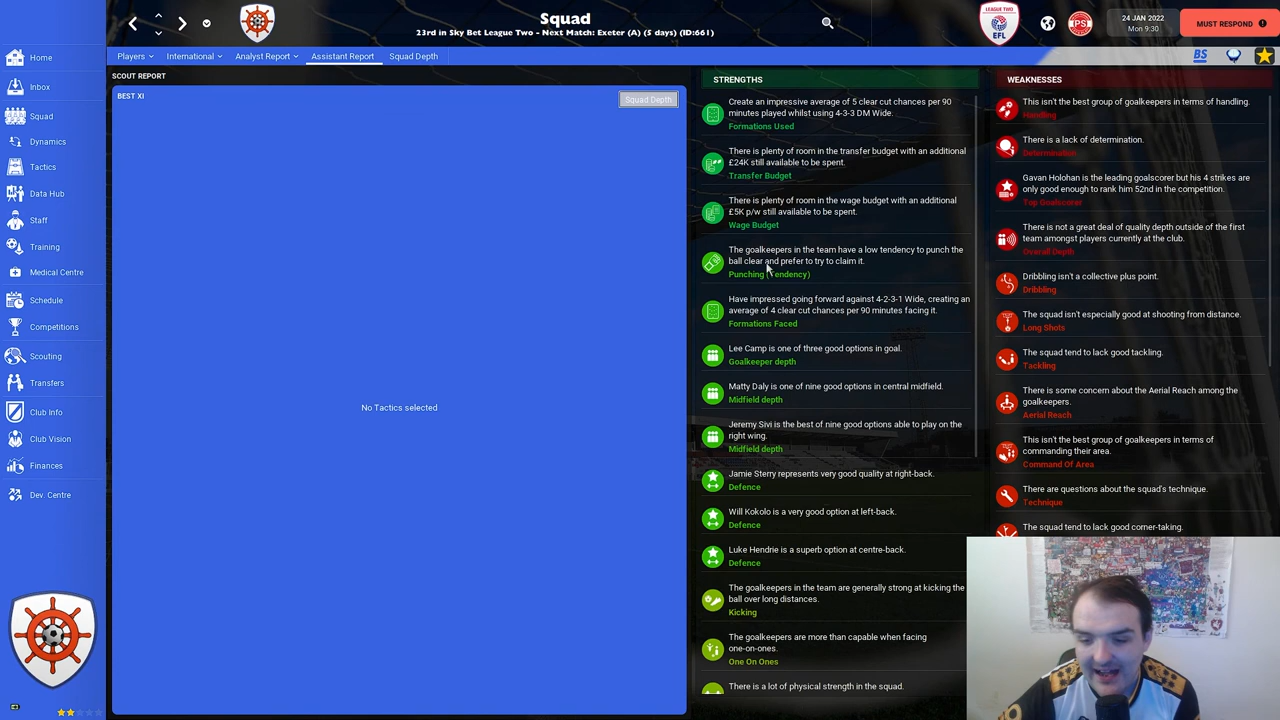 Squad
23rd in Sky Bet League Two - Next Match: Exeter (A) (5 days) (ID:661)
LEAGUE TWO
EFL
PS
24 JAN 2022
Mon 9:30
MUST RESPOND
Players
International
Analyst Report
Assistant Report
Squad Depth
BS
Home
Inbox
Squad
Dynamics
Tactics
Data Hub
Staff
Training
Medical Centre
Schedule
Competitions
Scouting
Transfers
Club Info
Club Vision
Finances
Dev. Centre
SCOUT REPORT
BEST XI
Squad Depth
No Tactics selected
STRENGTHS
Create an impressive average of 5 clear cut chances per 90
minutes played whilst using 4-3-3 DM Wide.
Formations Used
There is plenty of room in the transfer budget with an additional
£24K still available to be spent.
Transfer Budget
There is plenty of room in the wage budget with an additional
£5K p/w still available to be spent.
Wage Budget
The goalkeepers in the team have a low tendency to punch the
ball clear and prefer to try to claim it.
Punching (Tendency)
Have impressed going forward against 4-2-3-1 Wide, creating an
average of 4 clear cut chances per 90 minutes facing it.
Formations Faced
Lee Camp is one of three good options in goal.
Goalkeeper depth
Matty Daly is one of nine good options in central midfield.
Midfield depth
Jeremy Sivi is the best of nine good options able to play on the
right wing.
Midfield depth
Jamie Sterry represents very good quality at right-back.
Defence
Will Kokolo is a very good option at left-back.
Defence
Luke Hendrie is a superb option at centre-back.
Defence
The goalkeepers in the team are generally strong at kicking the
ball over long distances.
Kicking
The goalkeepers are more than capable when facing
one-on-ones.
One On Ones
There is a lot of physical strength in the squad.
WEAKNESSES
This isn't the best group of goalkeepers in terms of handling.
Handling
There is a lack of determination.
Determination
Gavan Holohan is the leading goalscorer but his 4 strikes are
only good enough to rank him 52nd in the competition.
Top Goalscorer
There is not a great deal of quality depth outside of the first
team amongst players currently at the club.
Overall Depth
Dribbling isn't a collective plus point.
Dribbling
The squad isn't especially good at shooting from distance.
Long Shots
The squad tend to lack good tackling.
Tackling
There is some concern about the Aerial Reach among the
goalkeepers.
Aerial Reach
This isn't the best group of goalkeepers in terms of
commanding their area.
Command Of Area
There are questions about the squad's technique.
Technique
The squad tend to lack good corner-taking.